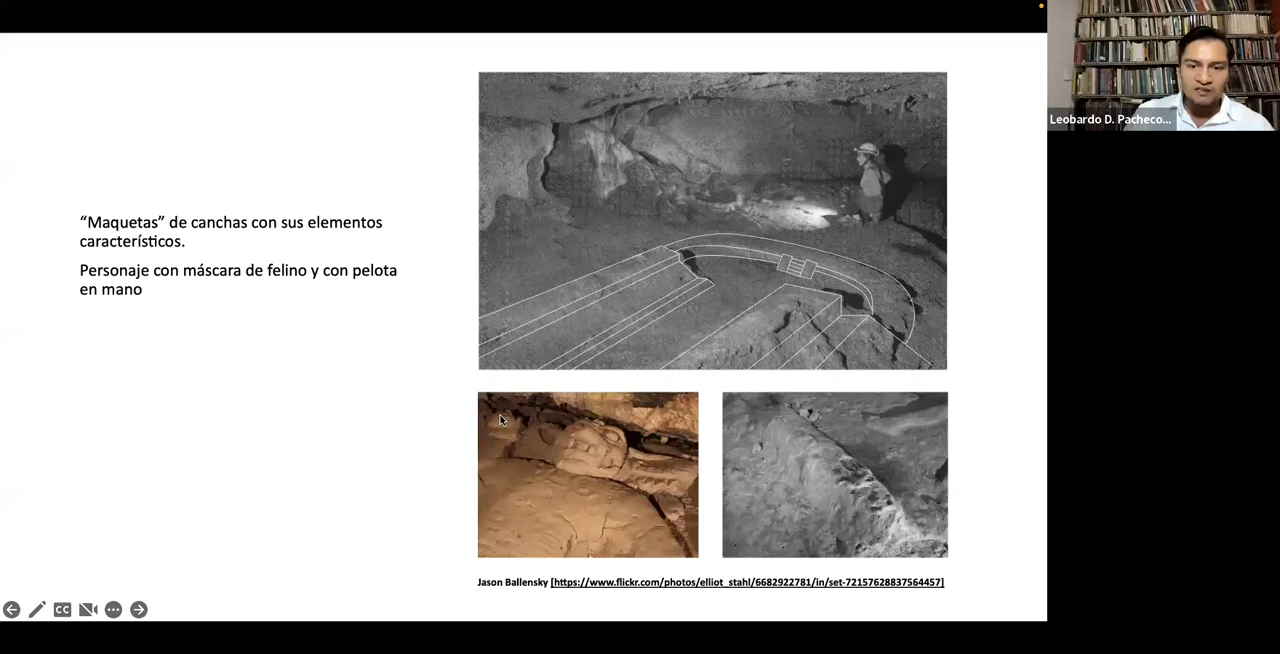 Leobardo D. Pacheco...
“Maquetas” de canchas con sus elementos
característicos.
Personaje con máscara de felino y con pelota
en mano
Jason Ballensky [https://www.flickr.com/photos/elliot_stahl/6682922781/in/set-72157628837564457]
CC